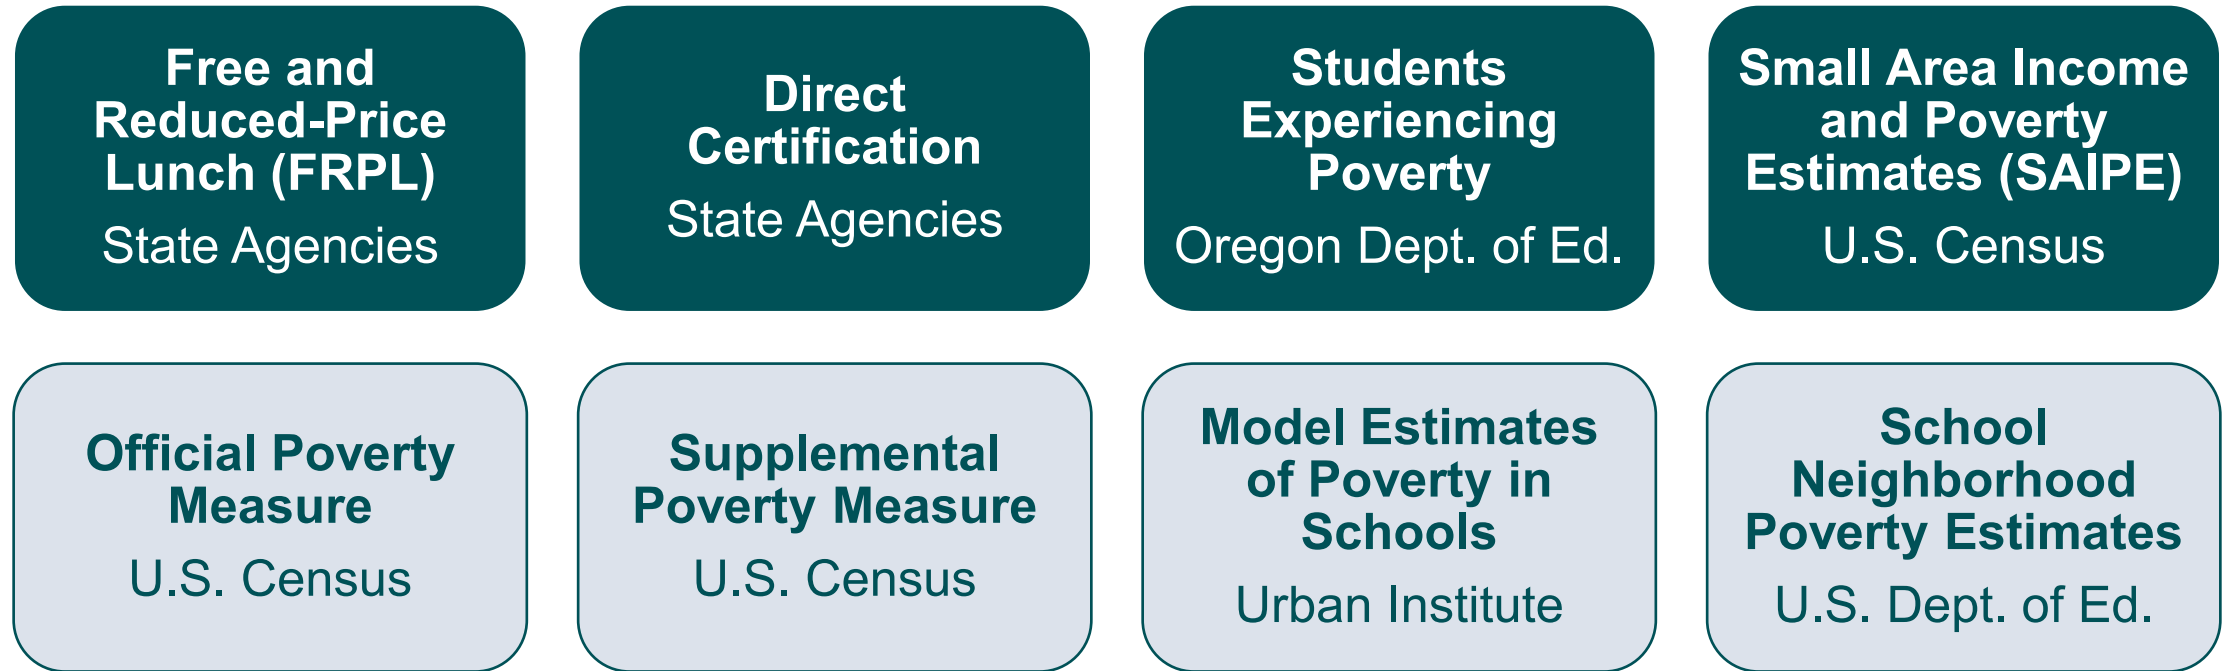 Free and
Reduced-Price
Lunch (FRPL)
State Agencies
Direct
Certification
State Agencies
Students
Experiencing
Poverty
Oregon Dept. of Ed.
Small Area Income
and Poverty
Estimates (SAIPE)
U.S. Census
Official Poverty
Measure
U.S. Census
Supplemental
Poverty Measure
U.S. Census
Model Estimates
of Poverty in
Schools
Urban Institute
School
Neighborhood
Poverty Estimates
U.S. Dept. of Ed.